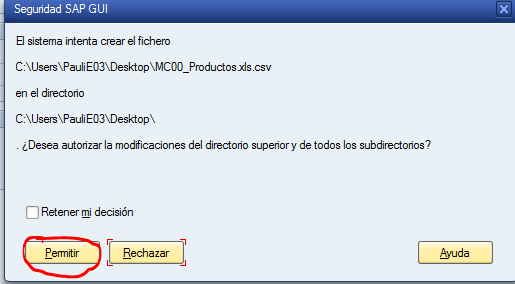 Seguridad SAP GUI
El sistema intenta crear el fichero
C:\Users\PauliE03\Desktop\MC00_Productos.xls.csv
en el directorio
C:\Users\PauliE03\Desktop\
. ¿Desea autorizar la modificaciones del directorio superior y de todos los subdirectorios?
Retener mi decisión
Permitir Rechazar Ayuda